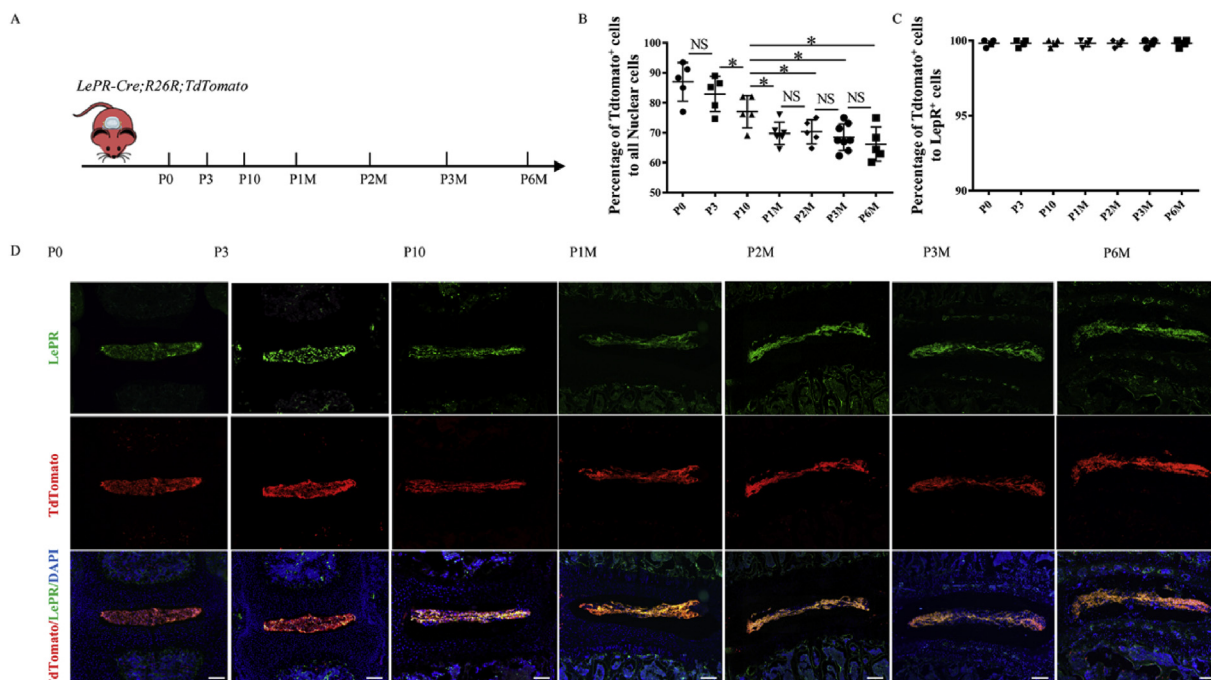 A
LePR-Cre;R26R;TdTomato
P0 P3 P10 P1M P2M P3M P6M
B
Percentage of Tdtomato⁺ cells
to all Nuclear cells
100
90
80
70
60
50
NS * * * * * NS NS NS
P0 P3 P10 P1M P2M P3M P6M
C
Percentage of Tdtomato⁺ cells
to LepR⁺ cells
100
95
90
P0 P3 P10 P1M P2M P3M P6M
D P0 P3 P10 P1M P2M P3M P6M
LePR
TdTomato
dTomato/LePR/DAPI